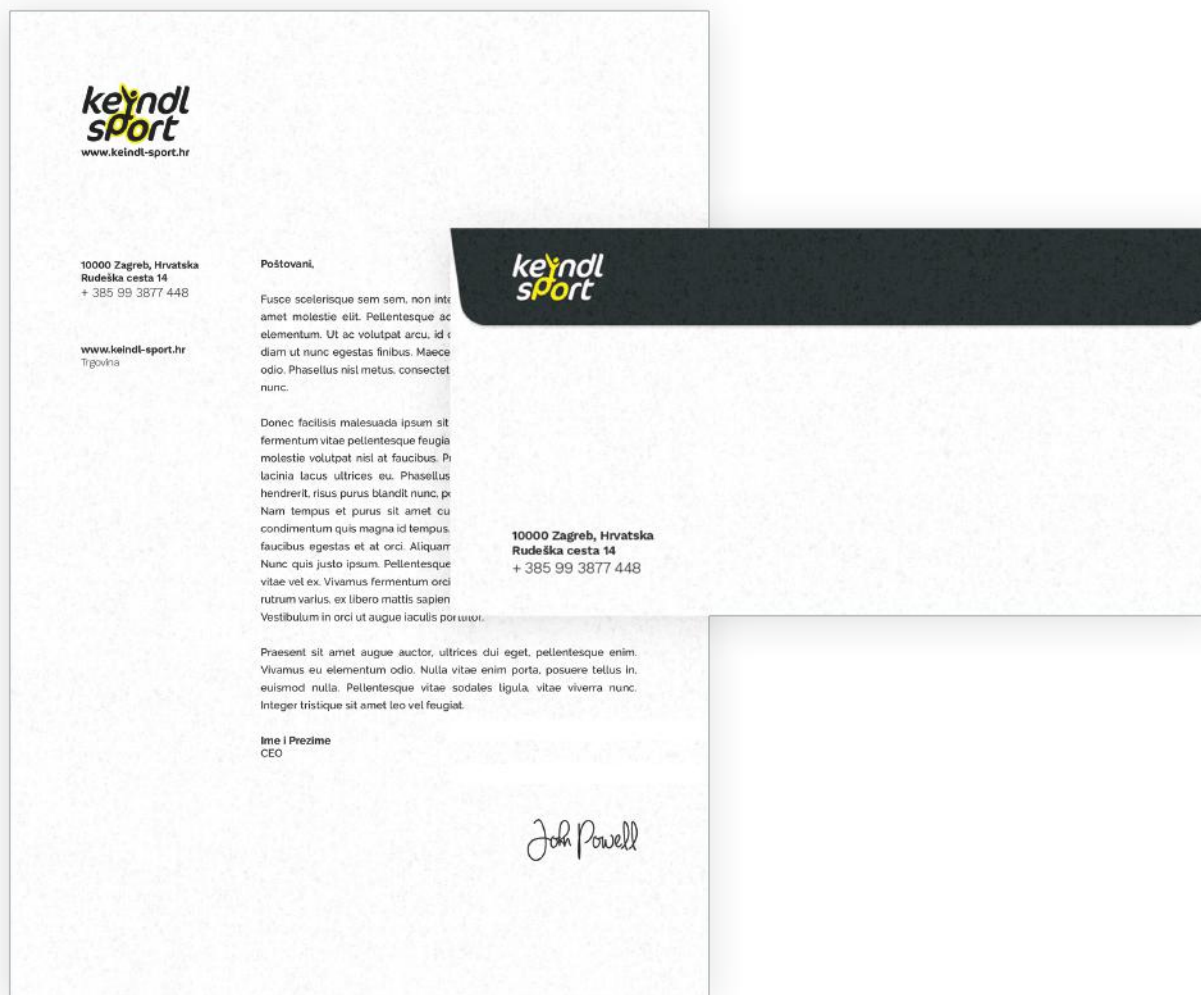 keindl
sport
www.keindl-sport.hr
10000 Zagreb, Hrvatska
Rudeška cesta 14
+ 385 99 3877 448
www.keindl-sport.hr
Trgovina
Poštovani,
Fusce scelerisque sem sem, non
amet molestie elit. Pellentesque
elementum. Ut ac volutpat arcu, id
diam ut nunc egestas finibus.
odio. Phasellus nisl metus,
nunc.
Donec facilisis malesuada ipsum sit
fermentum vitae pellentesque
molestie volutpat nisl at faucibus.
lacinia lacus ultrices eu. Phasellus
hendrerit, risus purus blandit nunc,
Nam tempus et purus sit amet
condimentum quis magna id tempus.
faucibus egestas et at orci.
Nunc quis justo ipsum. Pellentesque
vitae vel ex. Vivamus fermentum orci
rutrum varius, ex libero mattis
Vestibulum in orci ut augue iaculis porttitor.
Praesent sit amet augue auctor, ultrices dui eget, pellentesque enim.
Vivamus eu elementum odio. Nulla vitae enim porta, posuere tellus in,
euismod nulla. Pellentesque vitae sodales ligula, vitae viverra nunc.
Integer tristique sit amet leo vel feugiat.
Ime i Prezime
CEO
John Powell
keindl
sport
10000 Zagreb, Hrvatska
Rudeška cesta 14
+ 385 99 3877 448